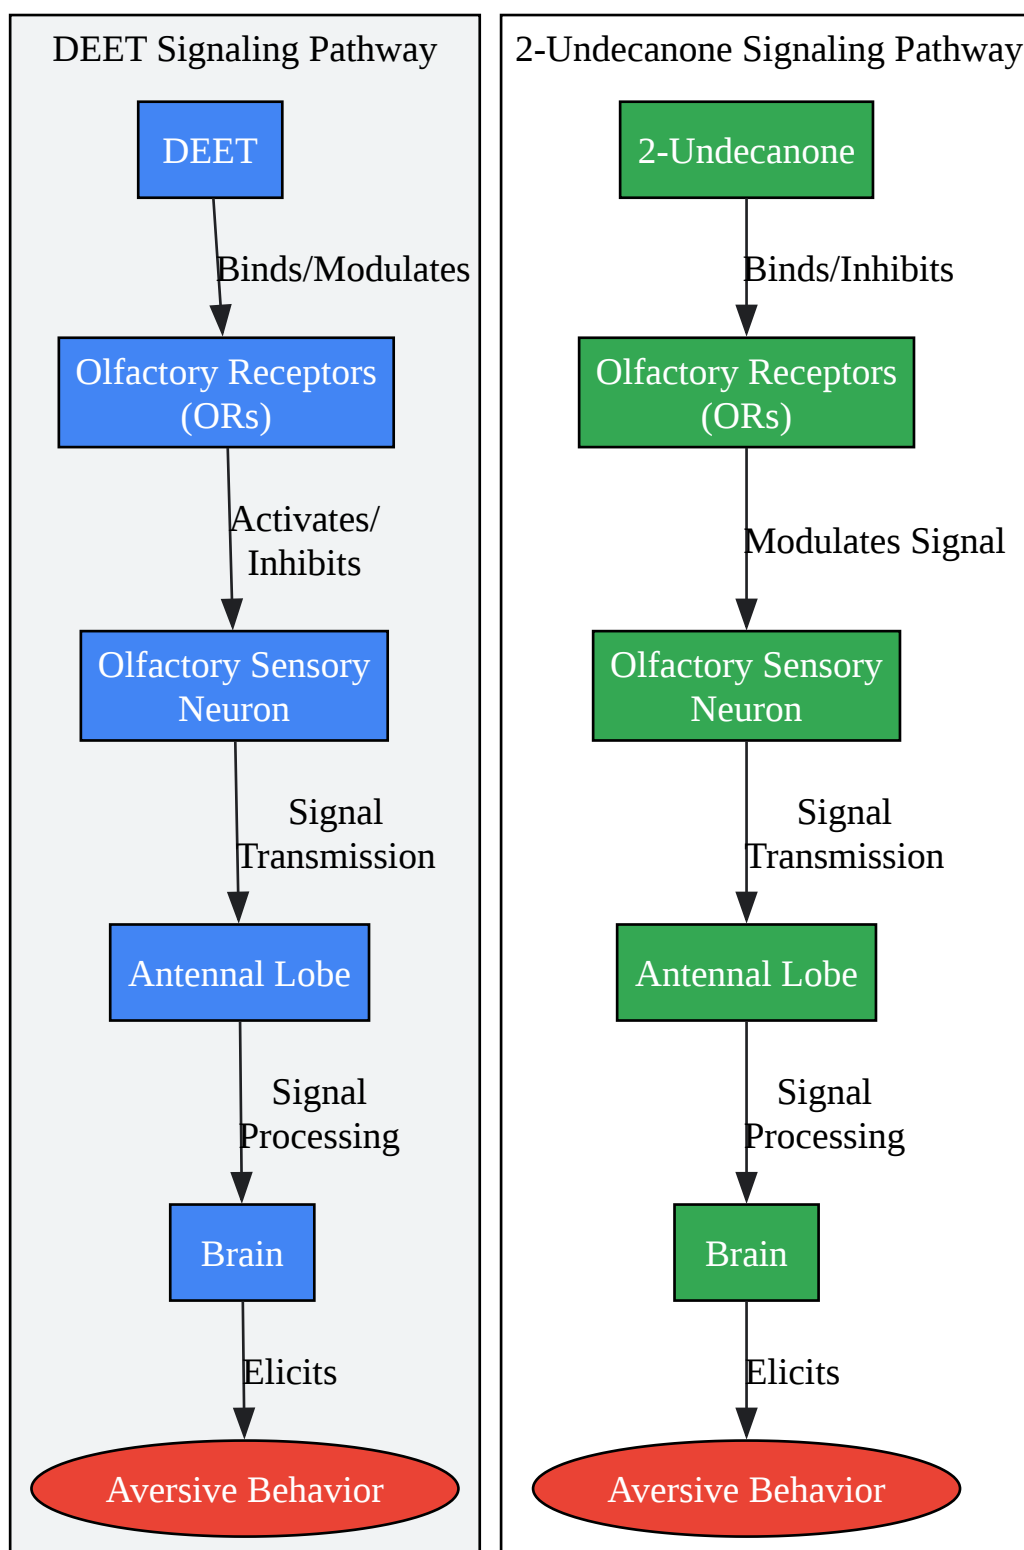 DEET Signaling Pathway
DEET
Binds/Modulates
Olfactory Receptors
(ORs)
Activates/
Inhibits
Olfactory Sensory
Neuron
Signal
Transmission
Antennal Lobe
Signal
Processing
Brain
Elicits
Aversive Behavior
2-Undecanone Signaling Pathway
2-Undecanone
Binds/Inhibits
Olfactory Receptors
(ORs)
Modulates Signal
Olfactory Sensory
Neuron
Signal
Transmission
Antennal Lobe
Signal
Processing
Brain
Elicits
Aversive Behavior